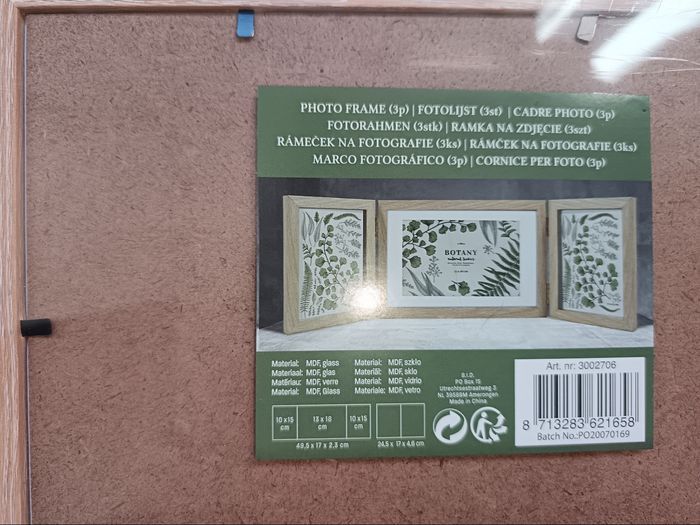 PHOTO FRAME (3p) | FOTOLIJST (3st) | CADRE PHOTO (3p)
FOTORAHMEN (3stk) | RAMKA NA ZDJĘCIE (3szt)
RÁMEČEK NA FOTOGRAFIE (3ks) | RÁMČEK NA FOTOGRAFIE (3ks)
MARCO FOTOGRÁFICO (3p) | CORNICE PER FOTO (3p)
BOTANY
Material: MDF, glass
Materiaal: MDF, glas
Matériau: MDF, verre
Material: MDF, Glass
Material: MDF, szkło
Materiál: MDF, sklo
Material: MDF, vidrio
Materiale: MDF, vetro
10 x 15 cm
13 x 18 cm
10 x 15 cm
49,5 x 17 x 2,3 cm
24,5 x 17 x 4,6 cm
B.I.D.
PO Box 15
Utrechtsestraatweg 3
NL 3958BM Amerongen
Made in China
Art. nr: 3002706
8 713283 621658
Batch No.:PO20070169